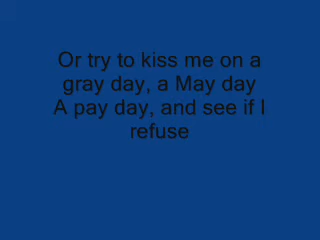 Or try to kiss me on a
gray day, a May day
A pay day, and see if I
refuse